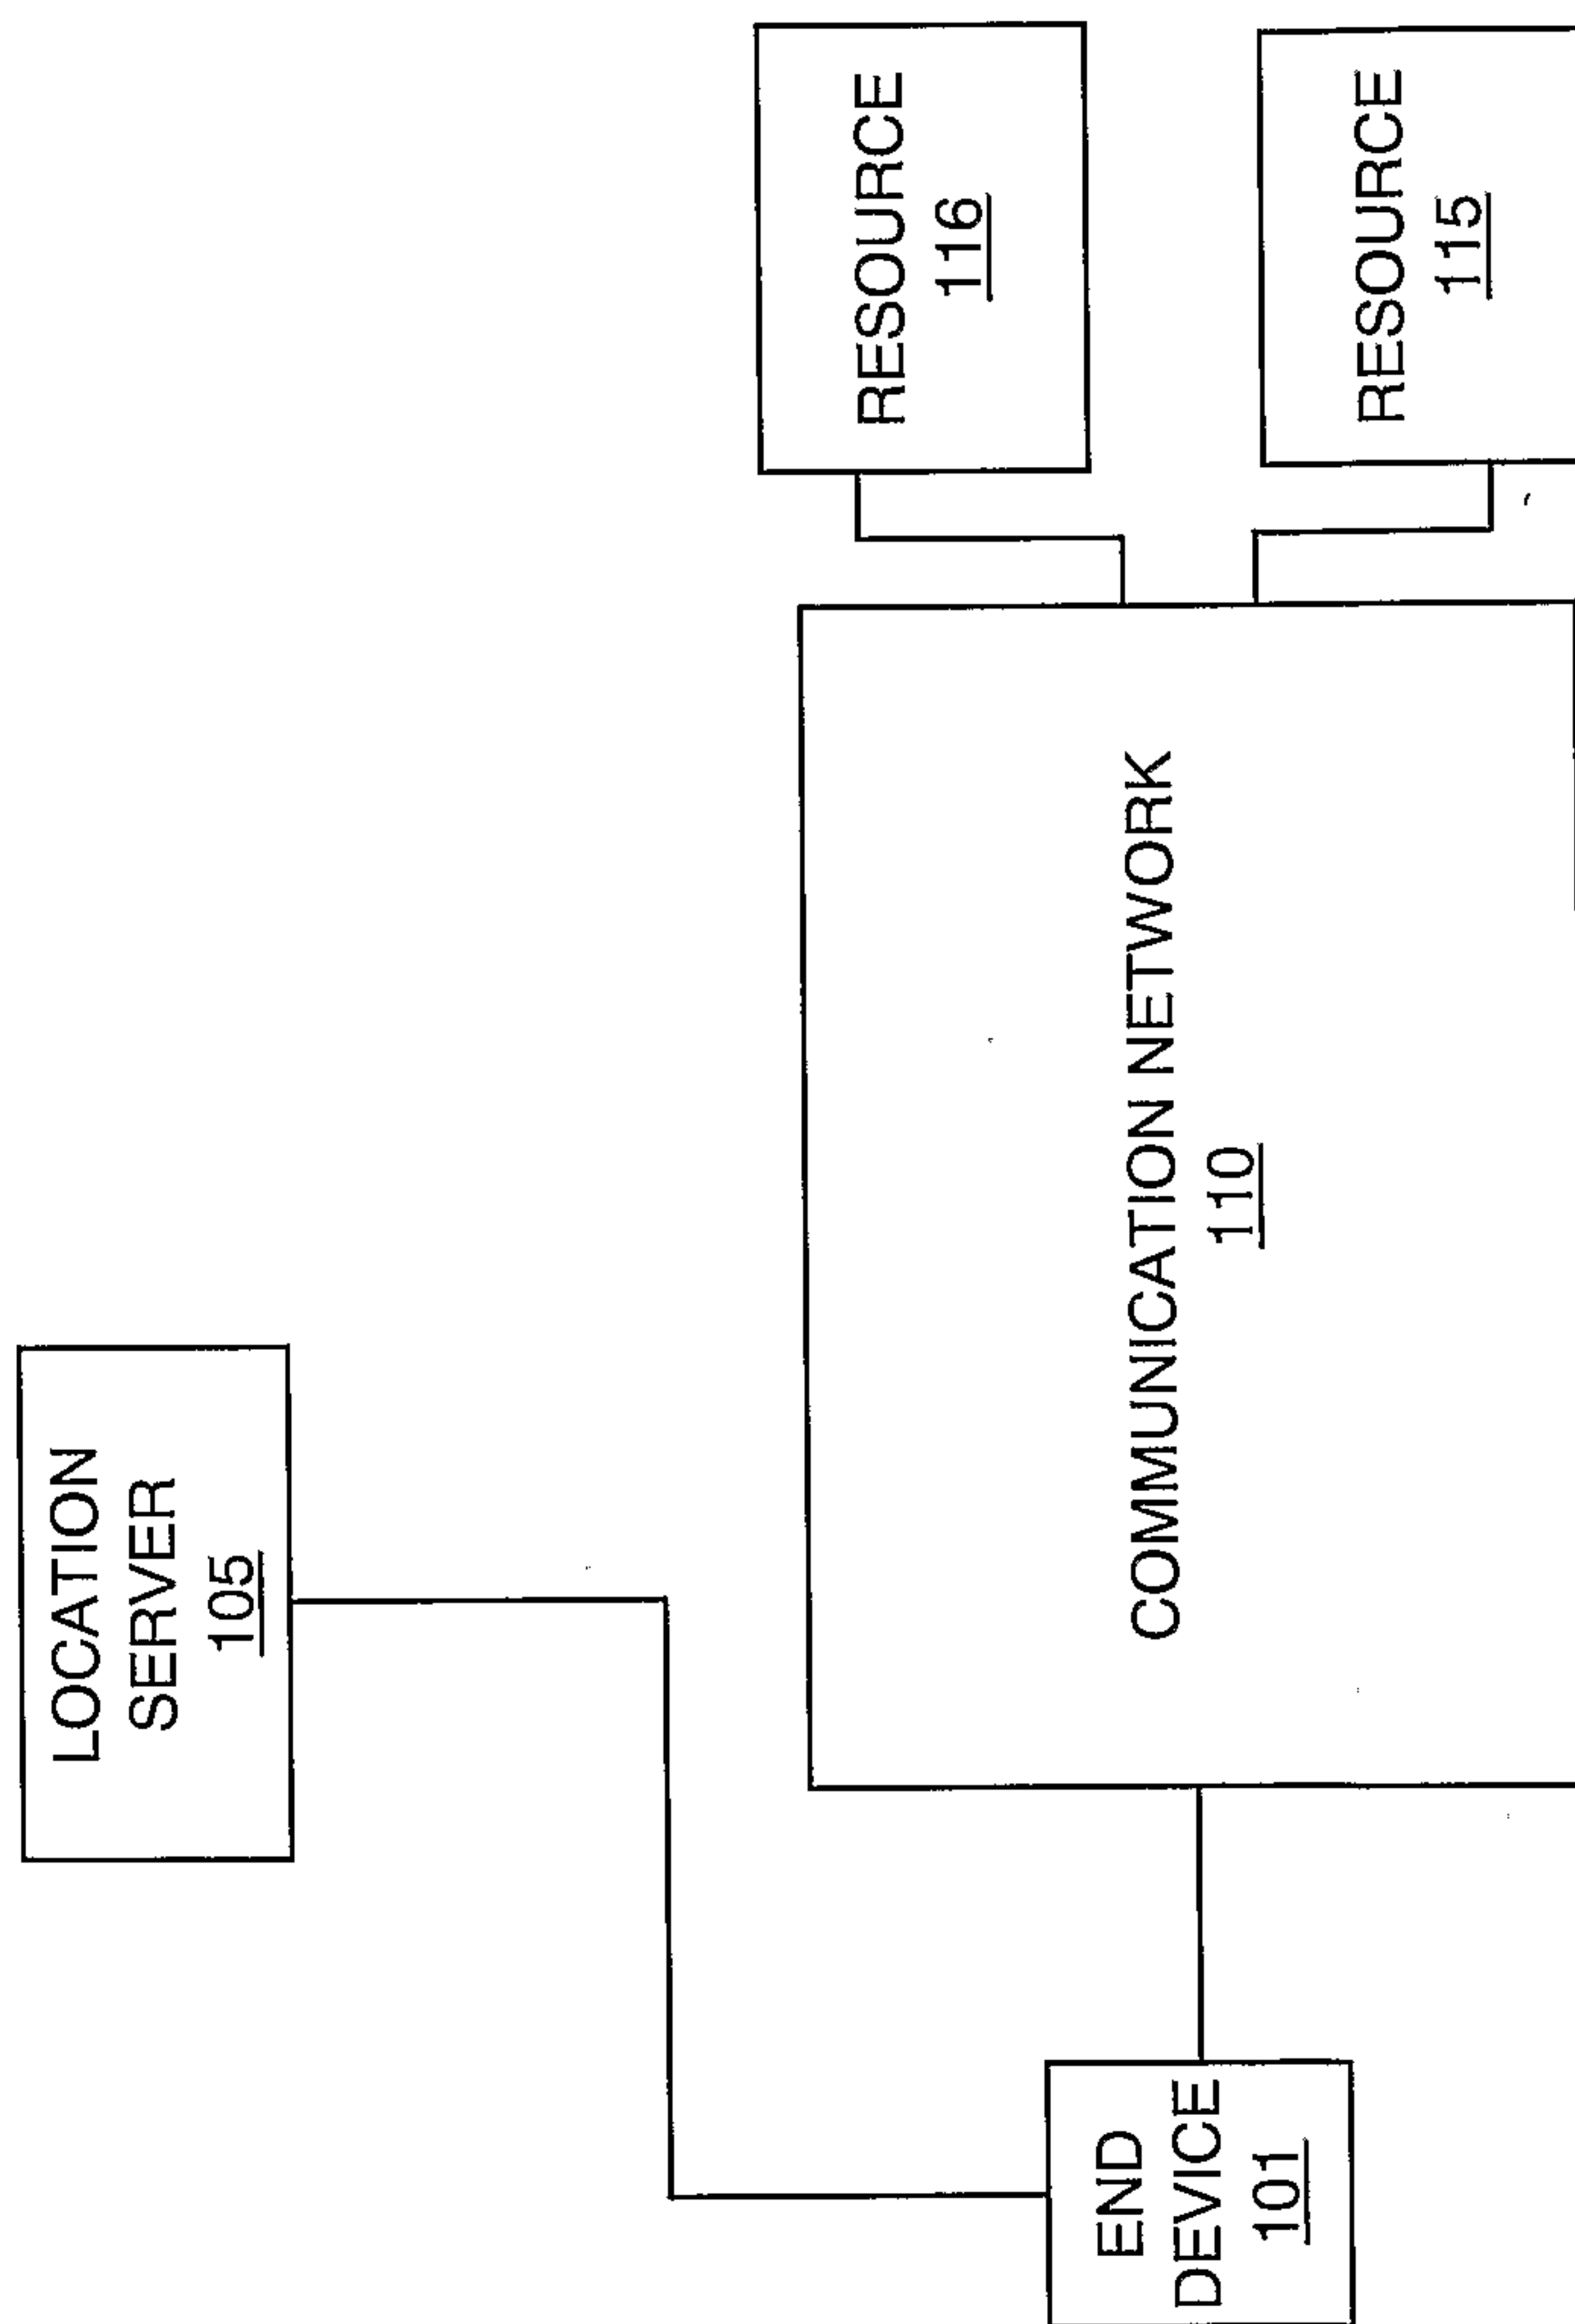 LOCATION
SERVER
105
END
DEVICE
101
COMMUNICATION NETWORK
110
RESOURCE
116
RESOURCE
115